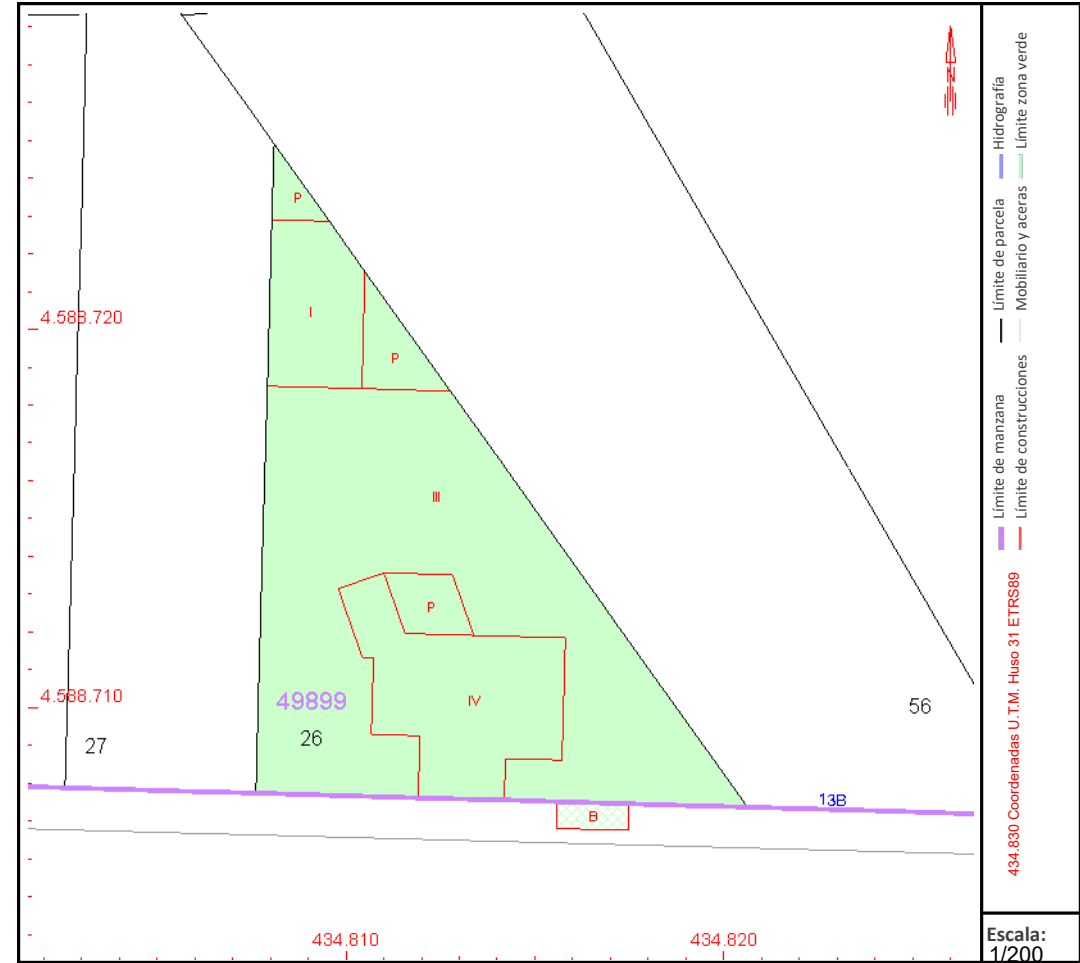 P
I
P
4.588.720
III
P
IV
4.588.710
49899
26
27
56
13B
B
434.810
434.820
N
Límite de manzana
Límite de construcciones
Límite de parcela
Mobiliario y aceras
Hidrografía
Límite zona verde
434.830 Coordenadas U.T.M. Huso 31 ETRS89
Escala:
1/200